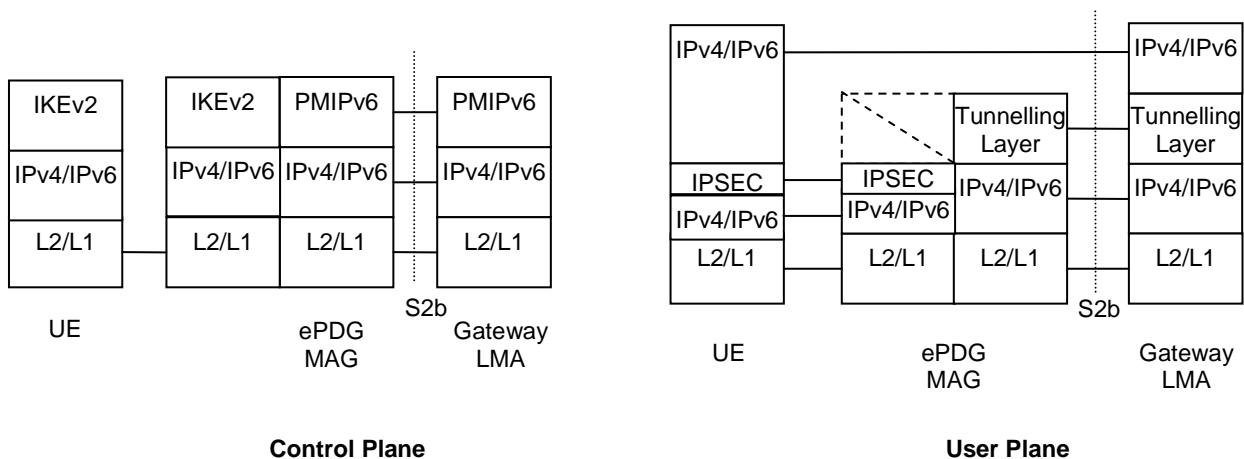 IKEv2
IPv4/IPv6
L2/L1
UE
IKEv2
IPv4/IPv6
L2/L1
PMIPv6
IPv4/IPv6
L2/L1
ePDG
MAG
S2b
PMIPv6
IPv4/IPv6
L2/L1
Gateway
LMA
Control Plane
IPv4/IPv6
IPSEC
IPv4/IPv6
L2/L1
UE
IPSEC
IPv4/IPv6
L2/L1
Tunnelling
Layer
IPv4/IPv6
L2/L1
ePDG
MAG
S2b
IPv4/IPv6
Tunnelling
Layer
IPv4/IPv6
L2/L1
Gateway
LMA
User Plane